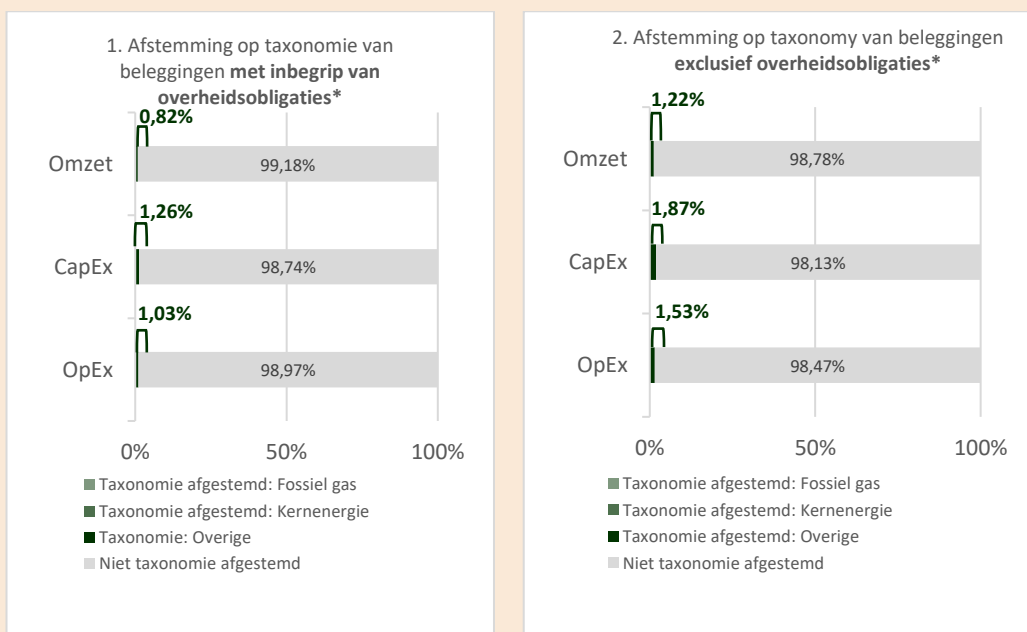 1. Afstemming op taxonomie van
beleggingen met inbegrip van
overheidsobligaties*
0,82%
Omzet
99,18%
1,26%
CapEx
98,74%
1,03%
OpEx
98,97%
0%
50%
100%
Taxonomie afgestemd: Fossiel gas
Taxonomie afgestemd: Kernenergie
Taxonomie: Overige
Niet taxonomie afgestemd
2. Afstemming op taxonomy van beleggingen
exclusief overheidsobligaties*
1,22%
Omzet
98,78%
1,87%
CapEx
98,13%
1,53%
OpEx
98,47%
0%
50%
100%
Taxonomie afgestemd: Fossiel gas
Taxonomie afgestemd: Kernenergie
Taxonomie afgestemd: Overige
Niet taxonomie afgestemd